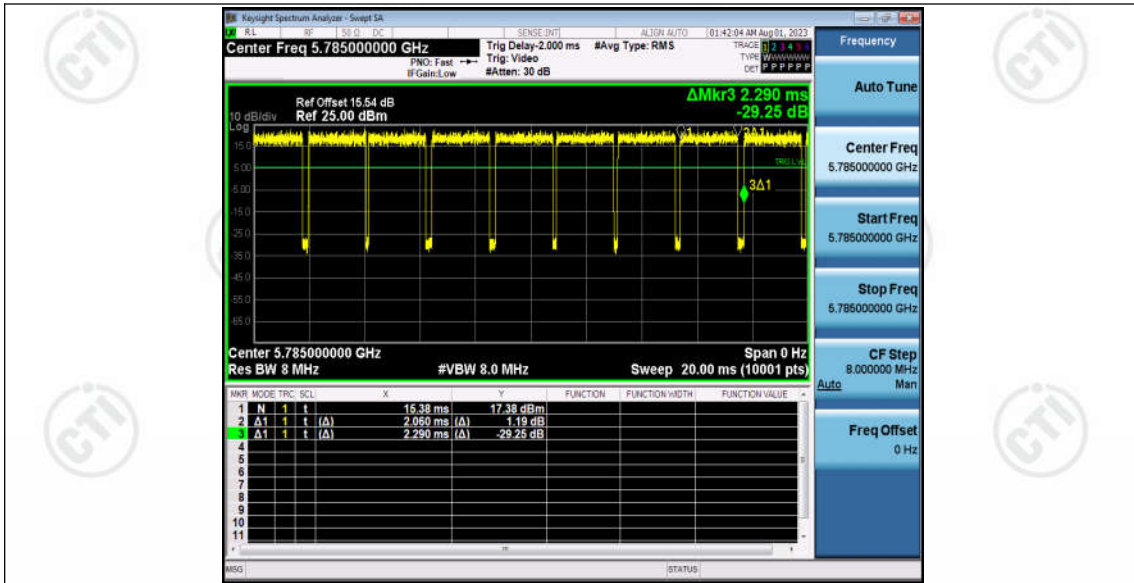 Keysight Spectrum Analyzer - Swept SA
RL RF 50 Ω DC SENSE:INT ALIGN AUTO 01:42:04 AM Aug 01, 2023
Center Freq 5.785000000 GHz
Trig Delay-2.000 ms #Avg Type: RMS
TRACE 1 2 3 4 5 6
PNO: Fast
Trig: Video
TYPE WWWWWW
IFGain:Low
#Atten: 30 dB
DET P P P P P P
Frequency
Auto Tune
Ref Offset 15.54 dB
ΔMkr3 2.290 ms
10 dB/div
Ref 25.00 dBm
-29.25 dB
Log
15.0
5.00
-5.00
-15.0
-25.0
-35.0
-45.0
-55.0
-65.0
TRIG LVL
3Δ1
Center Freq
5.785000000 GHz
Start Freq
5.785000000 GHz
Stop Freq
5.785000000 GHz
Center 5.785000000 GHz
Span 0 Hz
Res BW 8 MHz
#VBW 8.0 MHz
Sweep 20.00 ms (10001 pts)
CF Step
8.000000 MHz
Auto Man
Freq Offset
0 Hz
MKR MODE TRC SCL X Y FUNCTION FUNCTION WIDTH FUNCTION VALUE
1 N 1 t 15.38 ms 17.38 dBm
2 Δ1 1 t (Δ) 2.060 ms (Δ) 1.19 dB
3 Δ1 1 t (Δ) 2.290 ms (Δ) -29.25 dB
4
5
6
7
8
9
10
11
MSG
STATUS
CTI
CTI
CTI
CTI